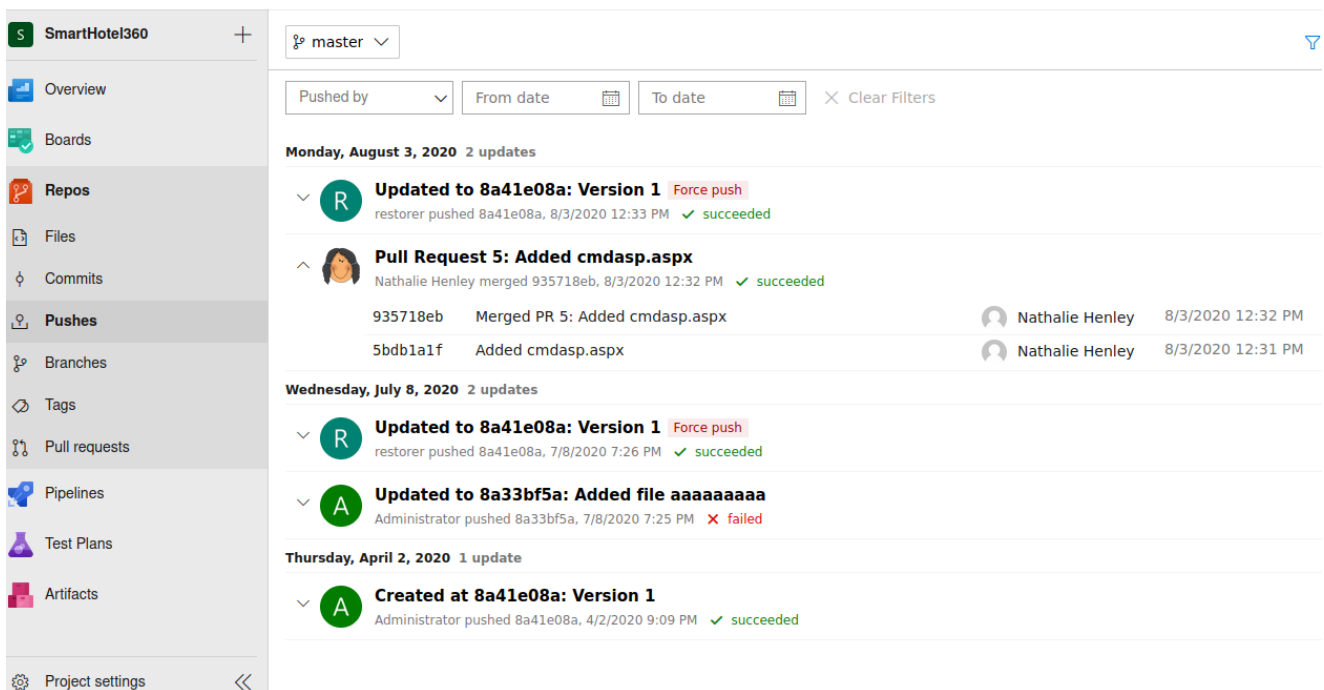 S SmartHotel360
master
Overview
Pushed by From date To date Clear Filters
Boards
Monday, August 3, 2020 2 updates
Repos
R Updated to 8a41e08a: Version 1 Force push
restorer pushed 8a41e08a, 8/3/2020 12:33 PM succeeded
Files
Pull Request 5: Added cmdasp.aspx
Commits
Nathalie Henley merged 935718eb, 8/3/2020 12:32 PM succeeded
Pushes
935718eb Merged PR 5: Added cmdasp.aspx Nathalie Henley 8/3/2020 12:32 PM
5bdb1a1f Added cmdasp.aspx Nathalie Henley 8/3/2020 12:31 PM
Branches
Wednesday, July 8, 2020 2 updates
Tags
R Updated to 8a41e08a: Version 1 Force push
restorer pushed 8a41e08a, 7/8/2020 7:26 PM succeeded
Pull requests
Pipelines
A Updated to 8a33bf5a: Added file aaaaaaaaa
Administrator pushed 8a33bf5a, 7/8/2020 7:25 PM failed
Test Plans
Thursday, April 2, 2020 1 update
Artifacts
A Created at 8a41e08a: Version 1
Administrator pushed 8a41e08a, 4/2/2020 9:09 PM succeeded
Project settings